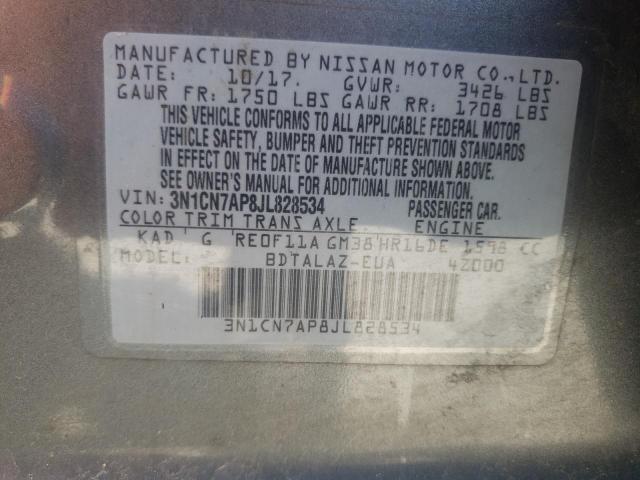 MANUFACTURED BY NISSAN MOTOR CO., LTD.
DATE: 10/17. GVWR: 3426 LBS
GAWR FR: 1750 LBS GAWR RR: 1708 LBS
THIS VEHICLE CONFORMS TO ALL APPLICABLE FEDERAL MOTOR
VEHICLE SAFETY, BUMPER AND THEFT PREVENTION STANDARDS
IN EFFECT ON THE DATE OF MANUFACTURE SHOWN ABOVE.
SEE OWNER'S MANUAL FOR ADDITIONAL INFORMATION.
VIN: 3N1CN7AP8JL828534 PASSENGER CAR.
COLOR TRIM TRANS AXLE ENGINE
KAD G RE0F11A GM38 HR16DE 1598 CC
MODEL: BDTALAZ-EUA 4Z000
3N1CN7AP8JL828534